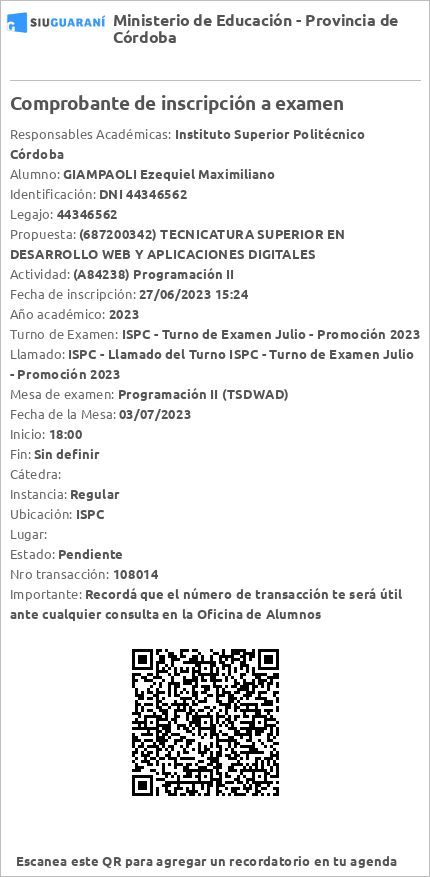 SIUGUARANÍ
Ministerio de Educación - Provincia de
Córdoba
Comprobante de inscripción a examen
Responsables Académicas: Instituto Superior Politécnico
Córdoba
Alumno: GIAMPAOLI Ezequiel Maximiliano
Identificación: DNI 44346562
Legajo: 44346562
Propuesta: (687200342) TECNICATURA SUPERIOR EN
DESARROLLO WEB Y APLICACIONES DIGITALES
Actividad: (A84238) Programación II
Fecha de inscripción: 27/06/2023 15:24
Año académico: 2023
Turno de Examen: ISPC - Turno de Examen Julio - Promoción 2023
Llamado: ISPC - Llamado del Turno ISPC - Turno de Examen Julio
- Promoción 2023
Mesa de examen: Programación II (TSDWAD)
Fecha de la Mesa: 03/07/2023
Inicio: 18:00
Fin: Sin definir
Cátedra:
Instancia: Regular
Ubicación: ISPC
Lugar:
Estado: Pendiente
Nro transacción: 108014
Importante: Recordá que el número de transacción te será útil
ante cualquier consulta en la Oficina de Alumnos
Escanea este QR para agregar un recordatorio en tu agenda